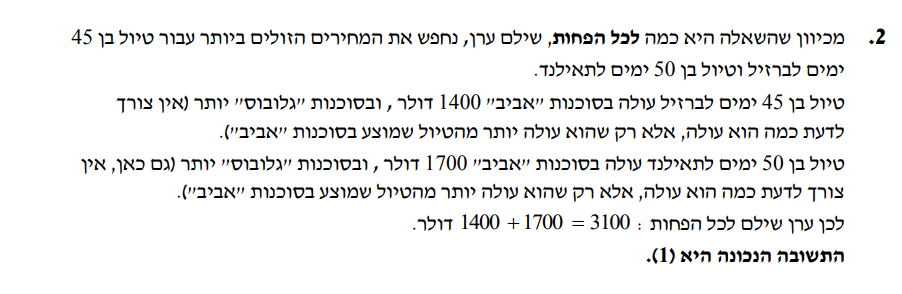 2. מכיוון שהשאלה היא כמה לכל הפחות, שילם ערן, נחפש את המחירים הזולים ביותר עבור טיול בן 45
ימים לברזיל וטיול בן 50 ימים לתאילנד.
טיול בן 45 ימים לברזיל עולה בסוכנות "אביב" 1400 דולר, ובסוכנות "גלובוס" יותר (אין צורך
לדעת כמה הוא עולה, אלא רק שהוא עולה יותר מהטיול שמוצע בסוכנות "אביב").
טיול בן 50 ימים לתאילנד עולה בסוכנות "אביב" 1700 דולר, ובסוכנות "גלובוס" יותר (גם כאן, אין
צורך לדעת כמה הוא עולה, אלא רק שהוא עולה יותר מהטיול שמוצע בסוכנות "אביב").
לכן ערן שילם לכל הפחות : 1400 + 1700 = 3100 דולר.
התשובה הנכונה היא (1).